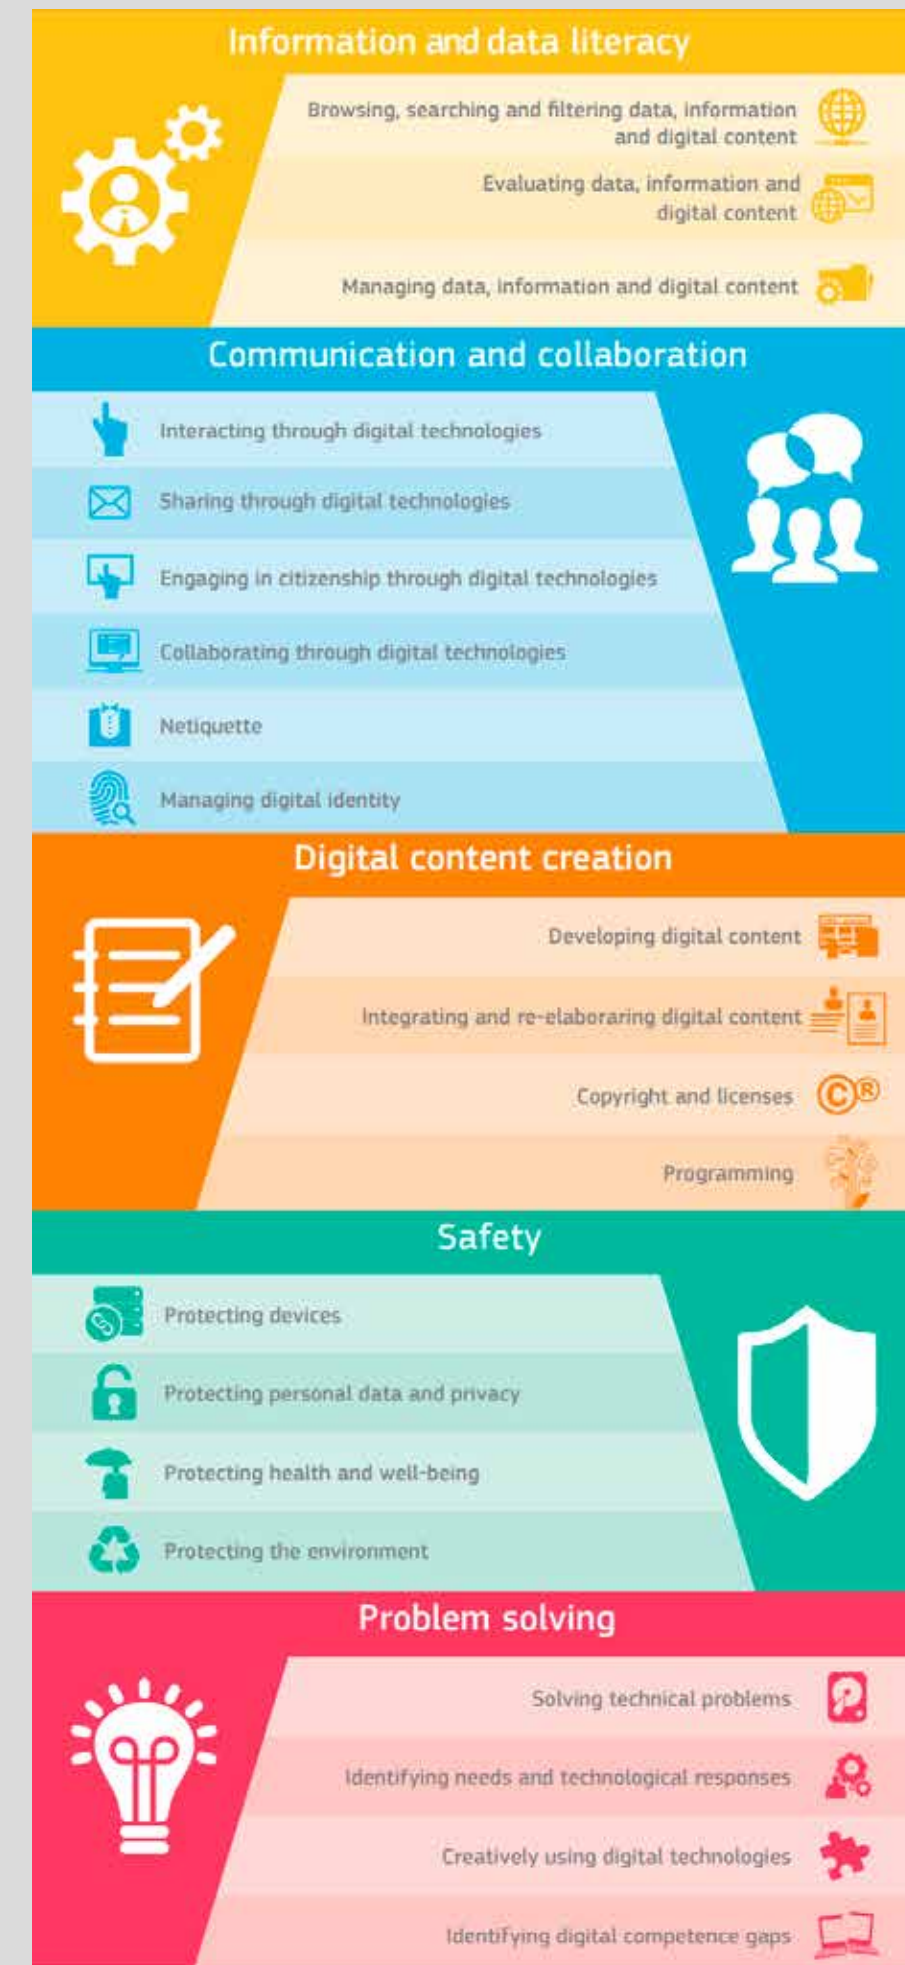 Information and data literacy
Browsing, searching and filtering data, information
and digital content
Evaluating data, information and
digital content
Managing data, information and digital content
Communication and collaboration
Interacting through digital technologies
Sharing through digital technologies
Engaging in citizenship through digital technologies
Collaborating through digital technologies
Netiquette
Managing digital identity
Digital content creation
Developing digital content
Integrating and re-elaboraring digital content
Copyright and licenses
©®
Programming
Safety
Protecting devices
Protecting personal data and privacy
Protecting health and well-being
Protecting the environment
Problem solving
Solving technical problems
Identifying needs and technological responses
Creatively using digital technologies
Identifying digital competence gaps